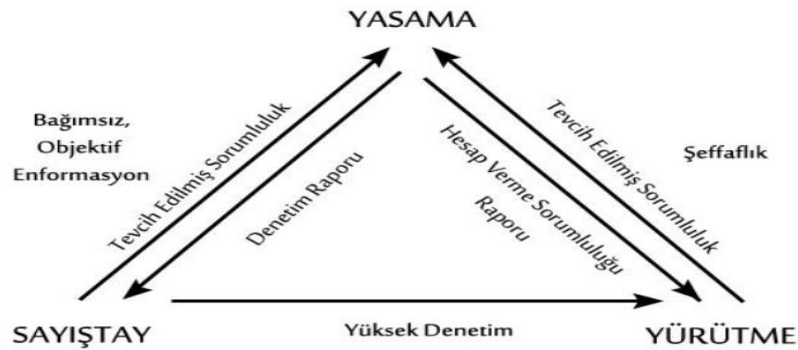 YASAMA
Bağımsız,
Objektif
Enformasyon
Tevcih Edilmiş Sorumluluk
Denetim Raporu
Hesap Verme Sorumluluğu
Raporu
Tevcih Edilmiş Sorumluluk
Şeffaflık
SAYIŞTAY
Yüksek Denetim
YÜRÜTME